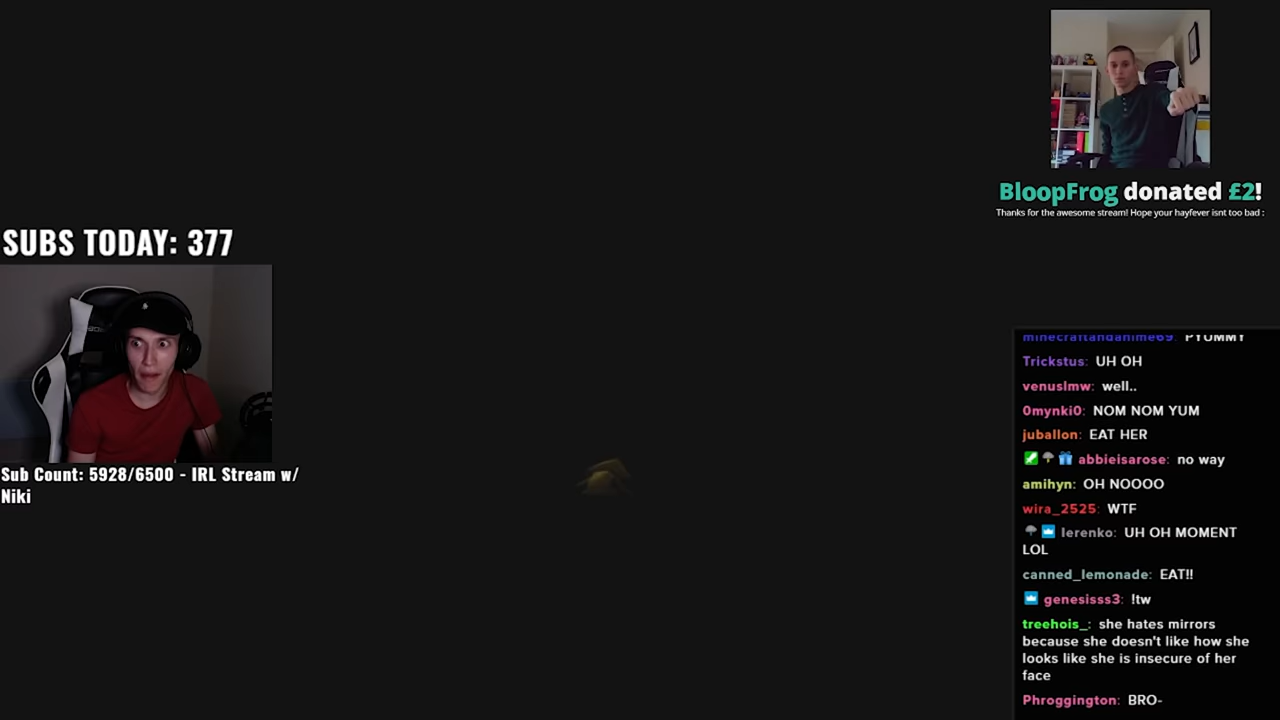 BloopFrog donated £2!
Thanks for the awesome stream! Hope your hayfever isnt too bad :
SUBS TODAY: 377
Sub Count: 5928/6500 - IRL Stream w/
Niki
minecraftandanime69: PYUMMY
Trickstus: UH OH
venuslmw: well..
0mynki0: NOM NOM YUM
juballon: EAT HER
abbieisarose: no way
amihyn: OH NOOOO
wira_2525: WTF
lerenko: UH OH MOMENT
LOL
canned_lemonade: EAT!!
genesisss3: !tw
treehois_: she hates mirrors
because she doesn't like how she
looks like she is insecure of her
face
Phroggington: BRO-